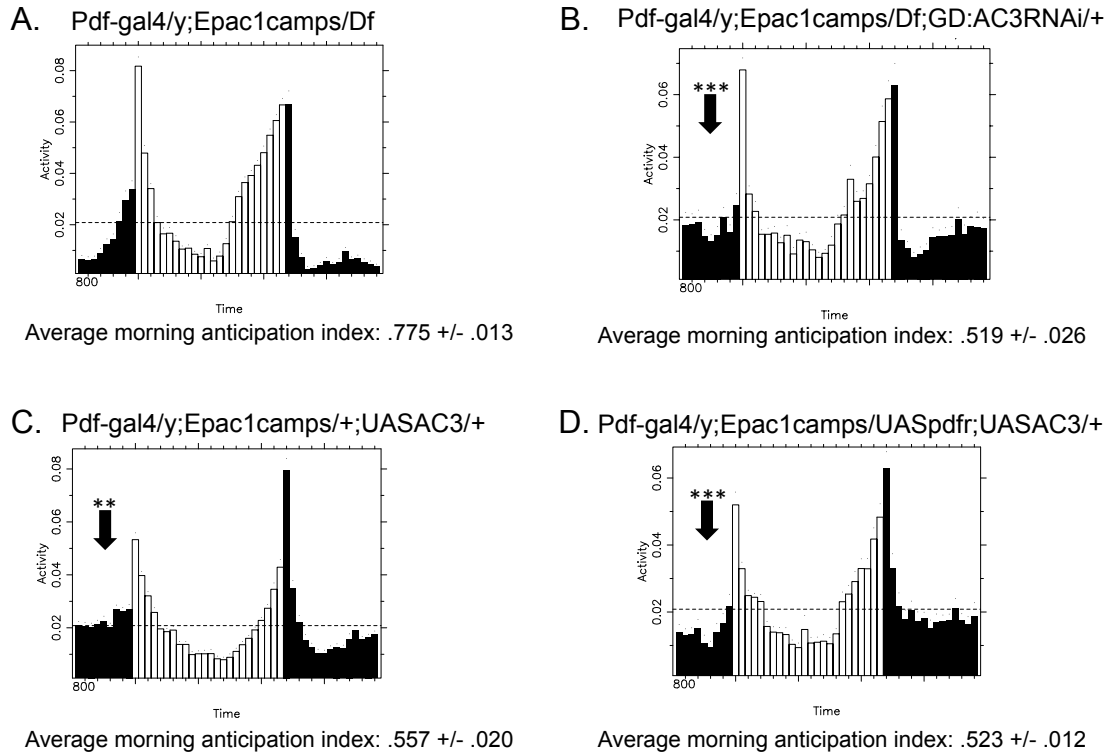 A. Pdf-gal4/y;Epac1camps/Df
0.08
0.06
0.04
0.02
Activity
800
Time
Average morning anticipation index: .775 +/- .013
B. Pdf-gal4/y;Epac1camps/Df;GD:AC3RNAi/+
***
0.06
0.04
0.02
Activity
800
Time
Average morning anticipation index: .519 +/- .026
C. Pdf-gal4/y;Epac1camps/+;UASAC3/+
**
0.08
0.06
0.04
0.02
Activity
800
Time
Average morning anticipation index: .557 +/- .020
D. Pdf-gal4/y;Epac1camps/UASpdfr;UASAC3/+
***
0.06
0.04
0.02
Activity
800
Time
Average morning anticipation index: .523 +/- .012